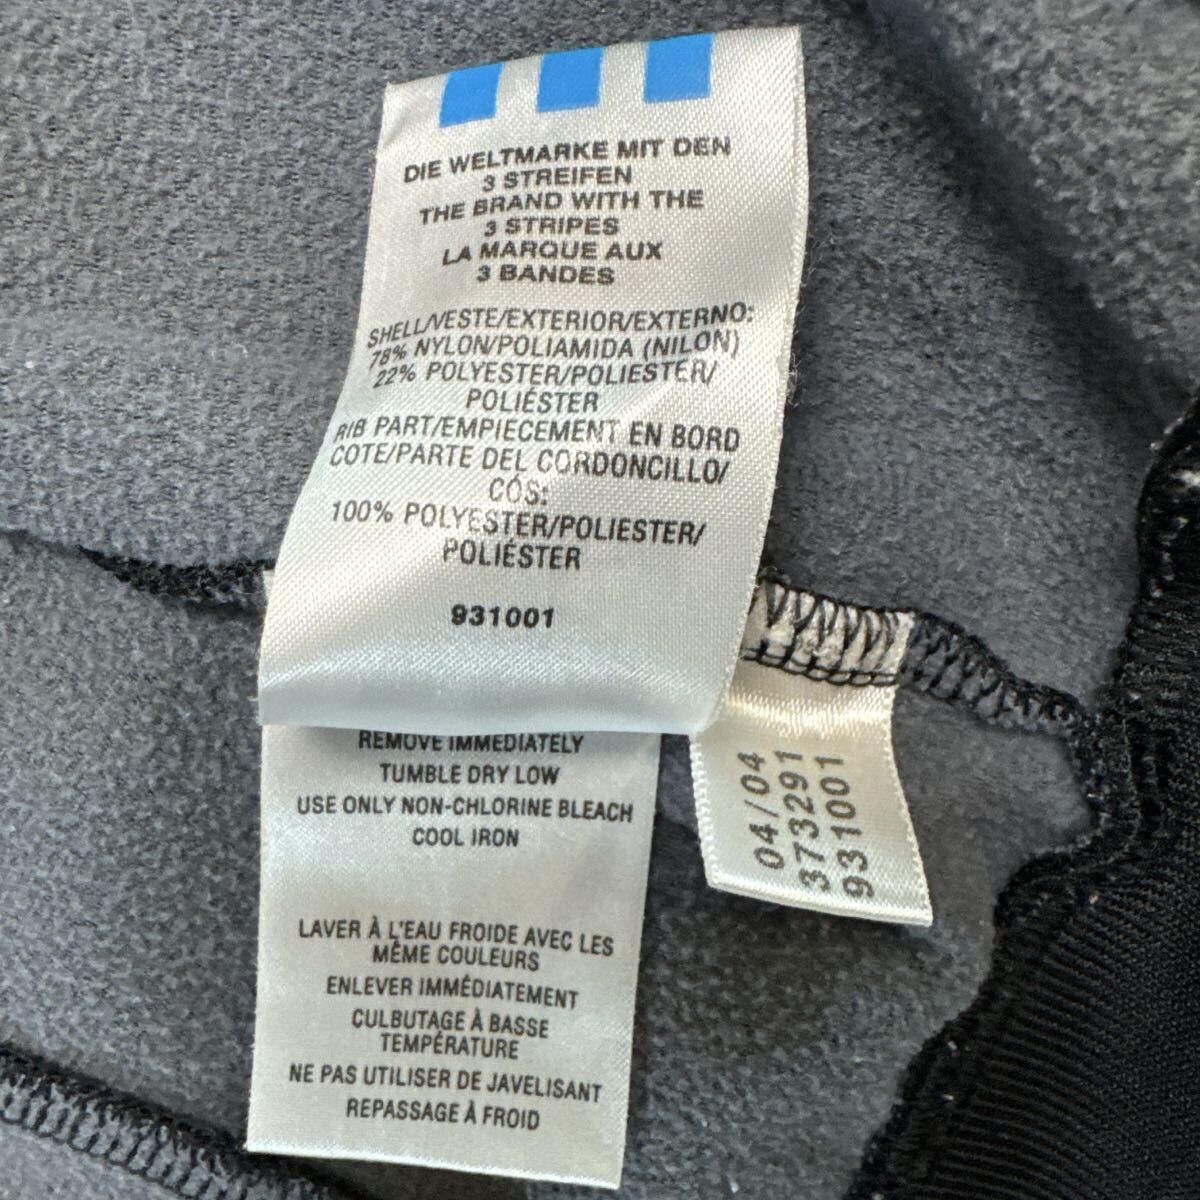 DIE WELTMARKE MIT DEN
3 STREIFEN
THE BRAND WITH THE
3 STRIPES
LA MARQUE AUX
3 BANDES
SHELL/VESTE/EXTERIOR/EXTERNO:
78% NYLON/POLIAMIDA (NILON)
22% POLYESTER/POLIESTER/
POLIÉSTER
RIB PART/EMPIECEMENT EN BORD
COTE/PARTE DEL CORDONCILLO/
CÓS:
100% POLYESTER/POLIESTER/
POLIÉSTER
931001
REMOVE IMMEDIATELY
TUMBLE DRY LOW
USE ONLY NON-CHLORINE BLEACH
COOL IRON
LAVER À L'EAU FROIDE AVEC LES
MÊME COULEURS
ENLEVER IMMÉDIATEMENT
CULBUTAGE À BASSE
TEMPÉRATURE
NE PAS UTILISER DE JAVELISANT
REPASSAGE À FROID
04/04
373291
931001